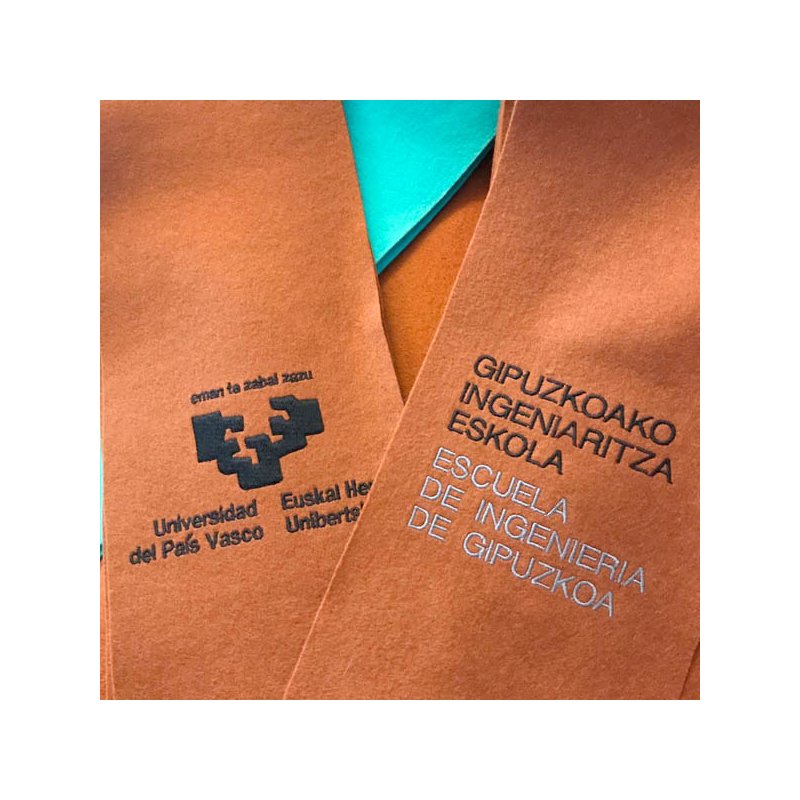 eman ta zabal zazu
Universidad
del País Vasco
Euskal
GIPUZKOAKO
INGENIARITZA
ESKOLA
ESCUELA
DE INGENIERIA
DE GIPUZKOA